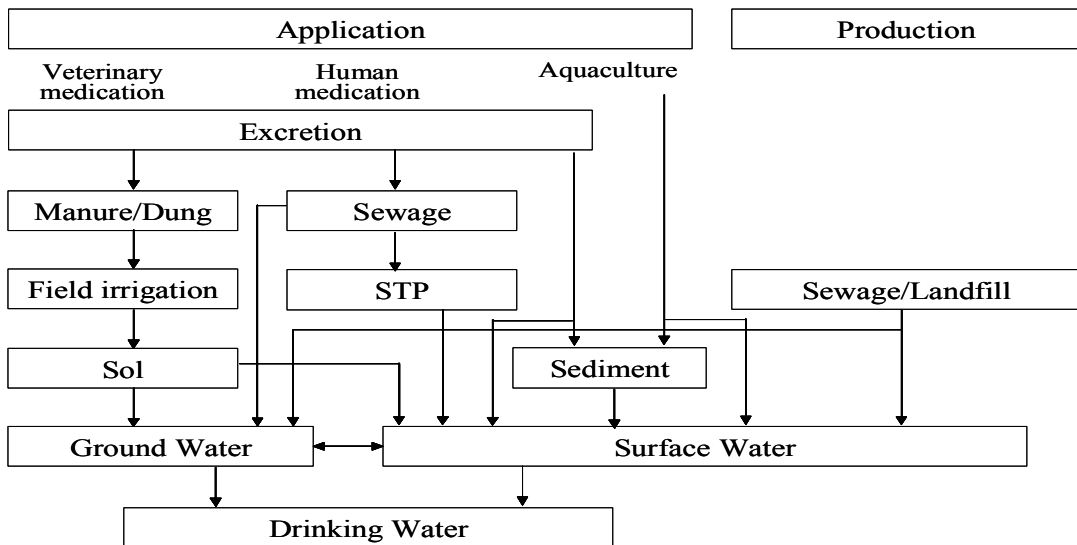 Application
Production
Veterinary
medication
Human
medication
Aquaculture
Excretion
Manure/Dung
Sewage
Field irrigation
STP
Sewage/Landfill
Sol
Sediment
Ground Water
Surface Water
Drinking Water